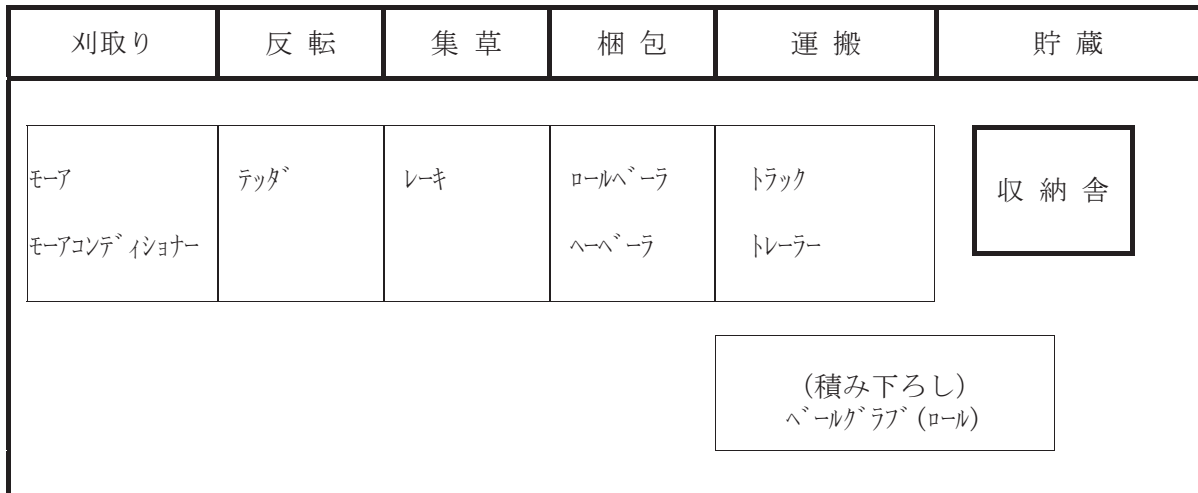 刈取り 反 転 集 草 梱 包 運 搬 貯 蔵
ﾓｰｱ ﾃｯﾀﾞ ﾚｰｷ ﾛｰﾙﾍﾞｰﾗ ﾄﾗｯｸ
収 納 舎
ﾓｰｱｺﾝﾃﾞｨｼｮﾅｰ ﾍｰﾍﾞｰﾗ ﾄﾚｰﾗｰ
(積み下ろし)
ﾍﾞｰﾙｸﾞﾗﾌﾞ(ﾛｰﾙ)